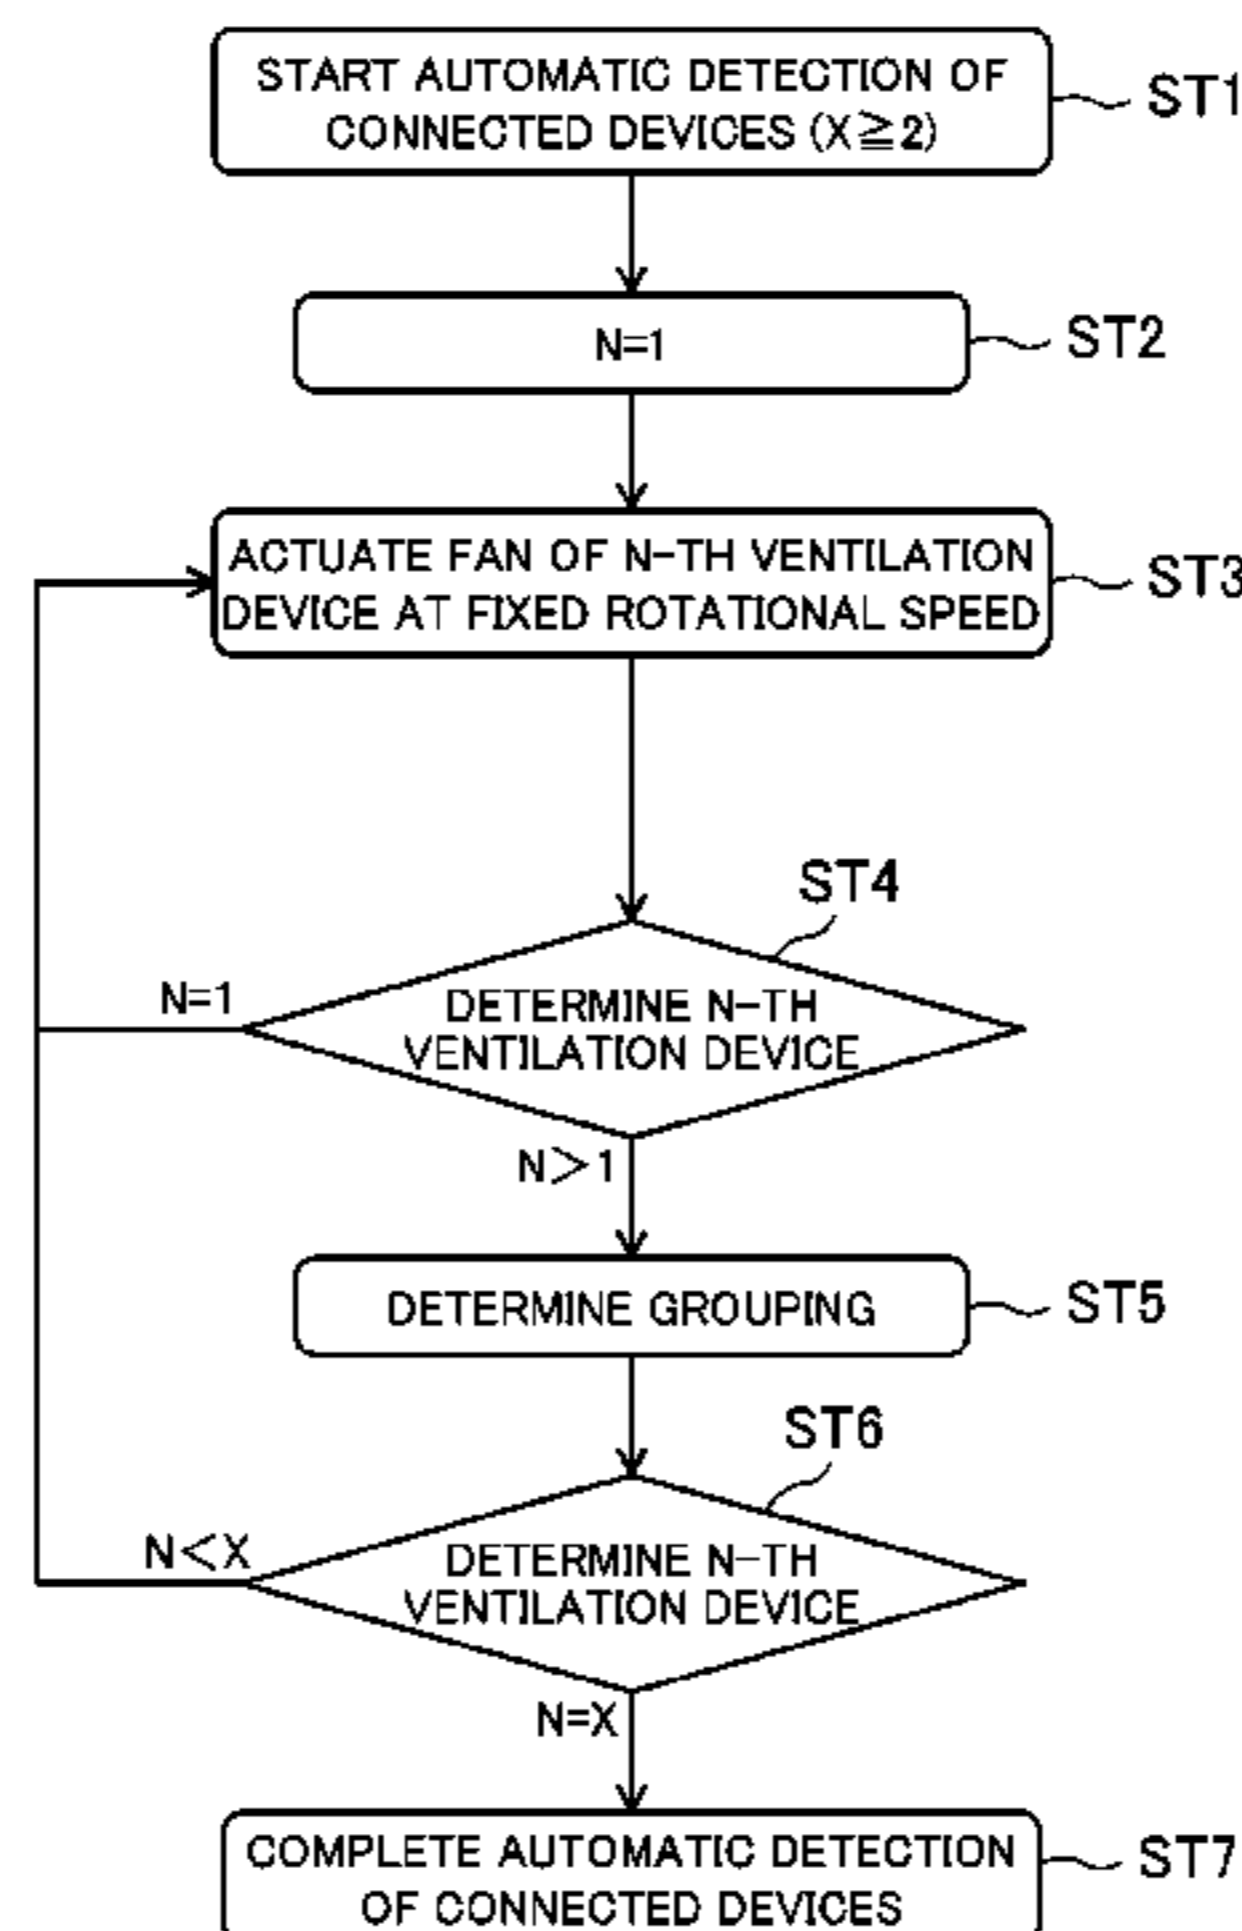 START AUTOMATIC DETECTION OF
CONNECTED DEVICES (X≧2)
ST1
N=1
ST2
ACTUATE FAN OF N-TH VENTILATION
DEVICE AT FIXED ROTATIONAL SPEED
ST3
ST4
N=1
DETERMINE N-TH
VENTILATION DEVICE
N>1
DETERMINE GROUPING
ST5
ST6
N<X
DETERMINE N-TH
VENTILATION DEVICE
N=X
COMPLETE AUTOMATIC DETECTION
OF CONNECTED DEVICES
ST7